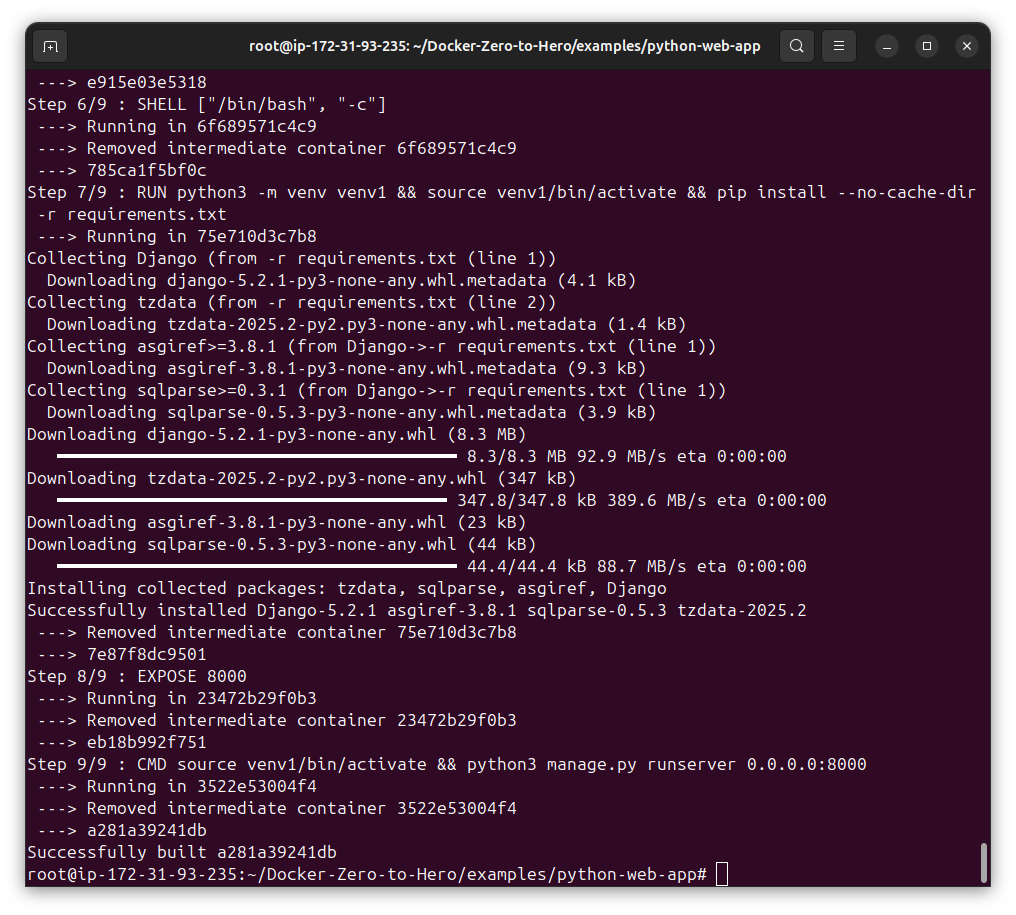 root@ip-172-31-93-235: ~/Docker-Zero-to-Hero/examples/python-web-app
 ---> e915e03e5318
Step 6/9 : SHELL ["/bin/bash", "-c"]
 ---> Running in 6f689571c4c9
 ---> Removed intermediate container 6f689571c4c9
 ---> 785ca1f5bf0c
Step 7/9 : RUN python3 -m venv venv1 && source venv1/bin/activate && pip install --no-cache-dir
 -r requirements.txt
 ---> Running in 75e710d3c7b8
Collecting Django (from -r requirements.txt (line 1))
  Downloading django-5.2.1-py3-none-any.whl.metadata (4.1 kB)
Collecting tzdata (from -r requirements.txt (line 2))
  Downloading tzdata-2025.2-py2.py3-none-any.whl.metadata (1.4 kB)
Collecting asgiref>=3.8.1 (from Django->-r requirements.txt (line 1))
  Downloading asgiref-3.8.1-py3-none-any.whl.metadata (9.3 kB)
Collecting sqlparse>=0.3.1 (from Django->-r requirements.txt (line 1))
  Downloading sqlparse-0.5.3-py3-none-any.whl.metadata (3.9 kB)
Downloading django-5.2.1-py3-none-any.whl (8.3 MB)
8.3/8.3 MB 92.9 MB/s eta 0:00:00
Downloading tzdata-2025.2-py2.py3-none-any.whl (347 kB)
347.8/347.8 kB 389.6 MB/s eta 0:00:00
Downloading asgiref-3.8.1-py3-none-any.whl (23 kB)
Downloading sqlparse-0.5.3-py3-none-any.whl (44 kB)
44.4/44.4 kB 88.7 MB/s eta 0:00:00
Installing collected packages: tzdata, sqlparse, asgiref, Django
Successfully installed Django-5.2.1 asgiref-3.8.1 sqlparse-0.5.3 tzdata-2025.2
 ---> Removed intermediate container 75e710d3c7b8
 ---> 7e87f8dc9501
Step 8/9 : EXPOSE 8000
 ---> Running in 23472b29f0b3
 ---> Removed intermediate container 23472b29f0b3
 ---> eb18b992f751
Step 9/9 : CMD source venv1/bin/activate && python3 manage.py runserver 0.0.0.0:8000
 ---> Running in 3522e53004f4
 ---> Removed intermediate container 3522e53004f4
 ---> a281a39241db
Successfully built a281a39241db
root@ip-172-31-93-235:~/Docker-Zero-to-Hero/examples/python-web-app#